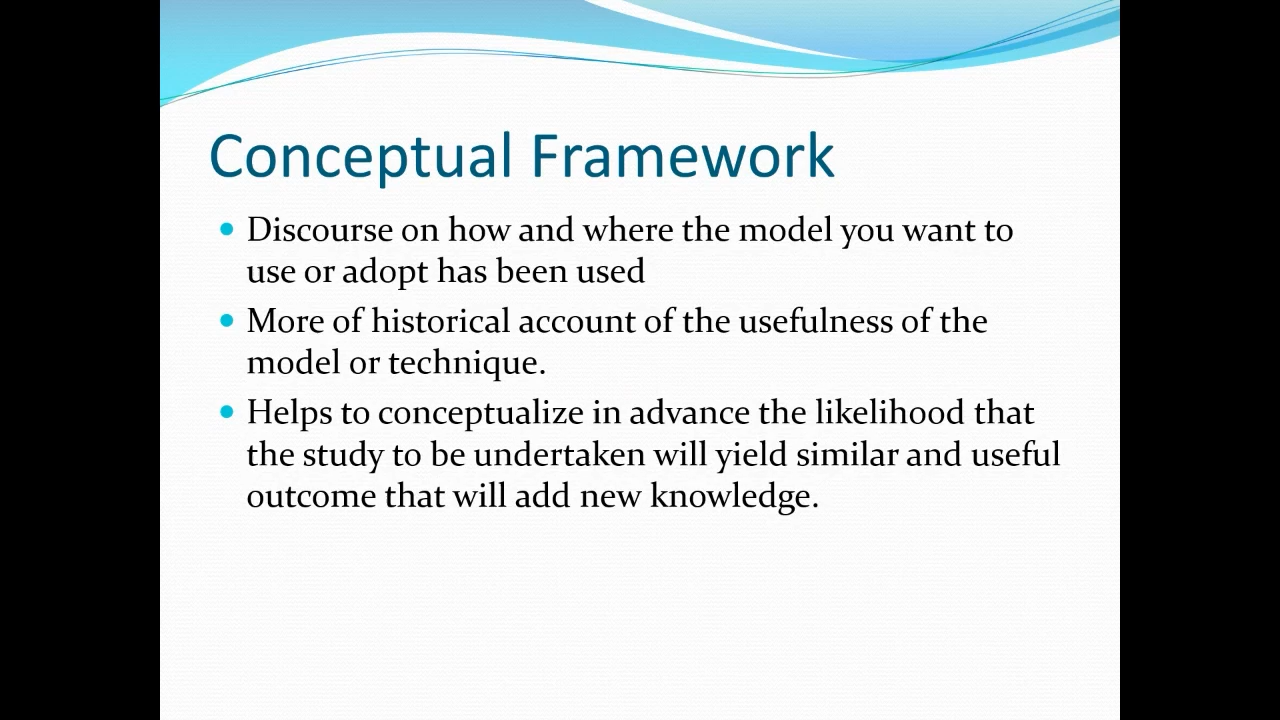 Conceptual Framework
• Discourse on how and where the model you want to
use or adopt has been used
• More of historical account of the usefulness of the
model or technique.
• Helps to conceptualize in advance the likelihood that
the study to be undertaken will yield similar and useful
outcome that will add new knowledge.